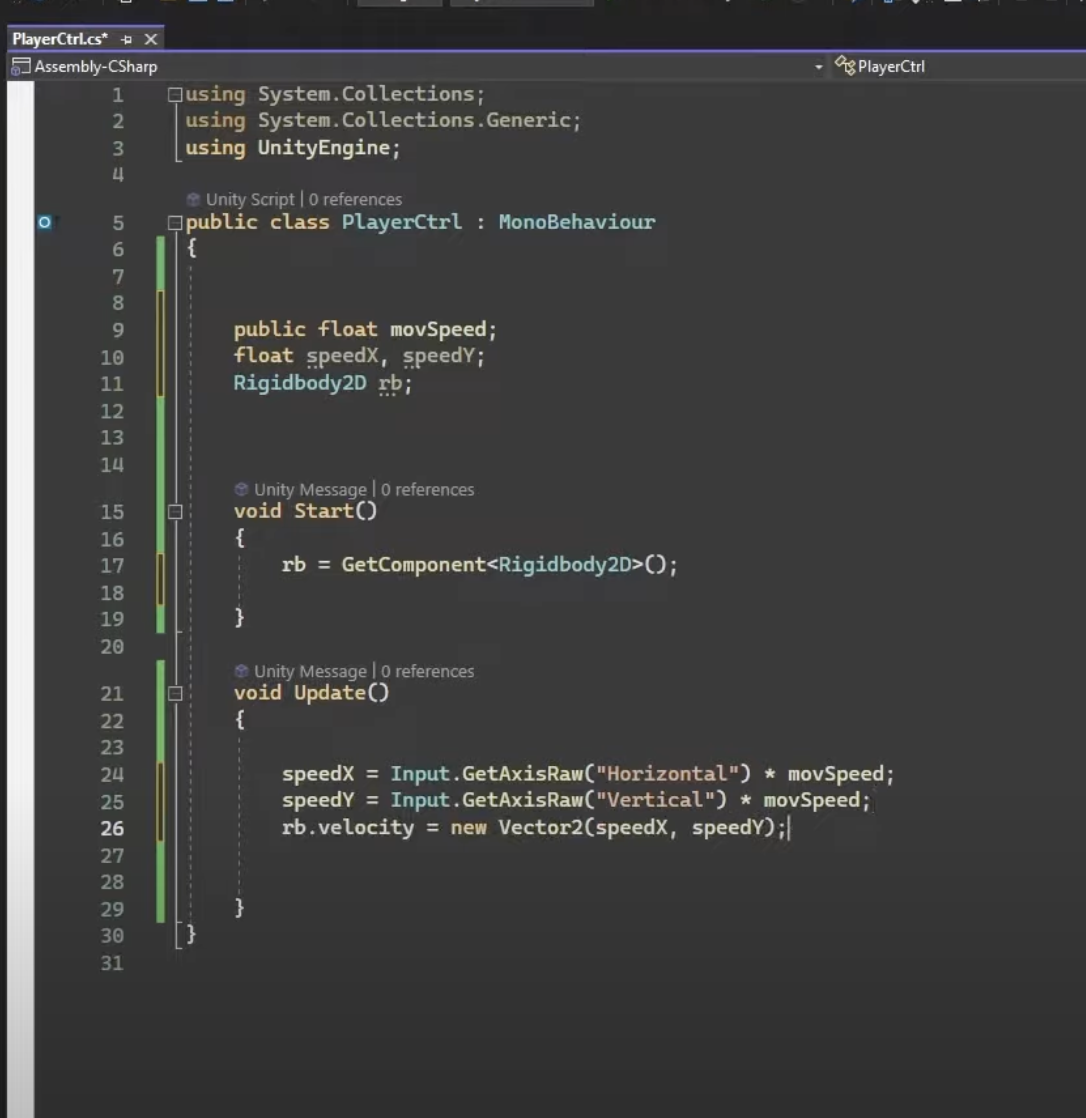 PlayerCtrl.cs*
Assembly-CSharp PlayerCtrl
1 using System.Collections;
2 using System.Collections.Generic;
3 using UnityEngine;
4
Unity Script | 0 references
5 public class PlayerCtrl : MonoBehaviour
6 {
7
8
9 public float movSpeed;
10 float speedX, speedY;
11 Rigidbody2D rb;
12
13
14
Unity Message | 0 references
15 void Start()
16 {
17 rb = GetComponent<Rigidbody2D>();
18
19 }
20
Unity Message | 0 references
21 void Update()
22 {
23
24 speedX = Input.GetAxisRaw("Horizontal") * movSpeed;
25 speedY = Input.GetAxisRaw("Vertical") * movSpeed;
26 rb.velocity = new Vector2(speedX, speedY);
27
28
29 }
30 }
31